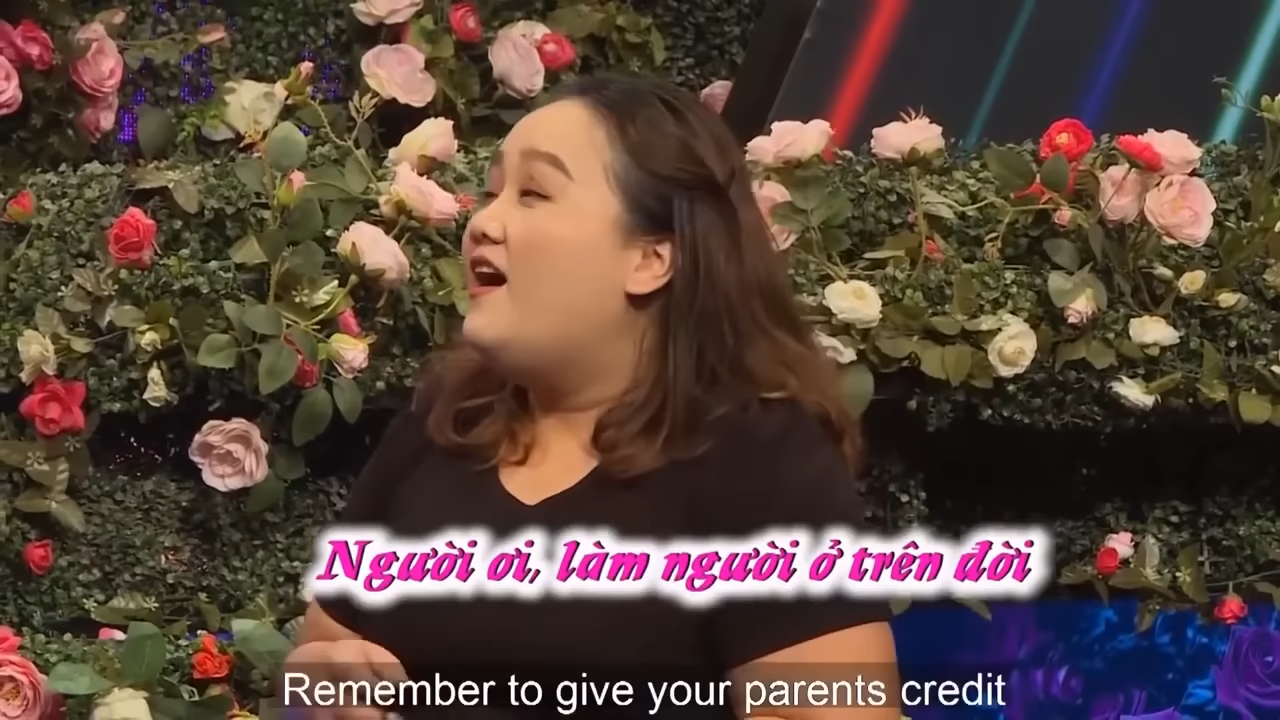 Người ơi, làm người ở trên đời
Remember to give your parents credit